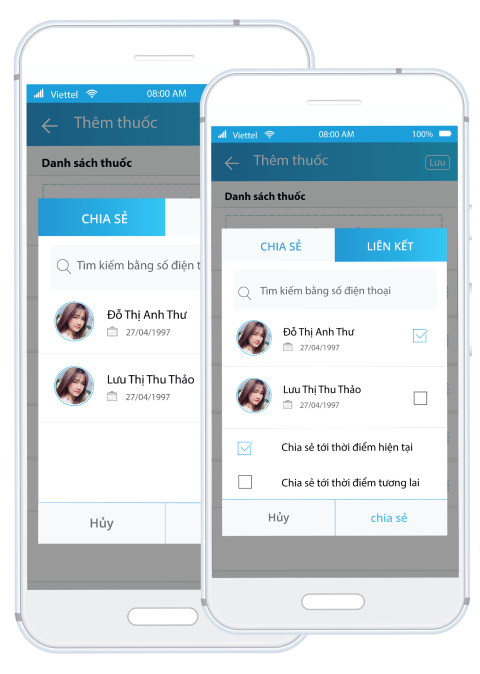 Viettel 08:00 AM
Thêm thuốc
Danh sách thuốc
CHIA SẺ
Tìm kiếm bằng số điện t
Đỗ Thị Anh Thư
27/04/1997
Lưu Thị Thu Thảo
27/04/1997
Hủy
Viettel 08:00 AM 100%
Thêm thuốc Lưu
Danh sách thuốc
CHIA SẺ LIÊN KẾT
Tìm kiếm bằng số điện thoại
Đỗ Thị Anh Thư
27/04/1997
Lưu Thị Thu Thảo
27/04/1997
Chia sẻ tới thời điểm hiện tại
Chia sẻ tới thời điểm tương lai
Hủy chia sẻ